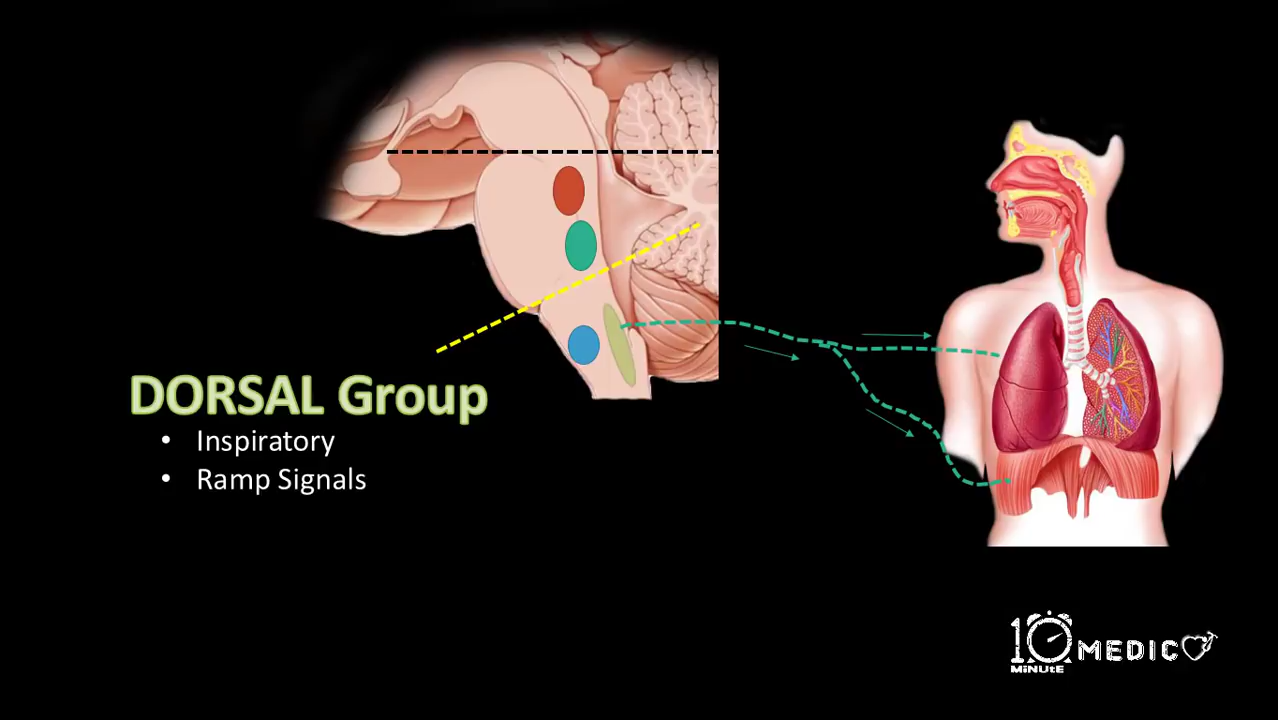 DORSAL Group
• Inspiratory
• Ramp Signals
10 MEDIC
MiNUtE